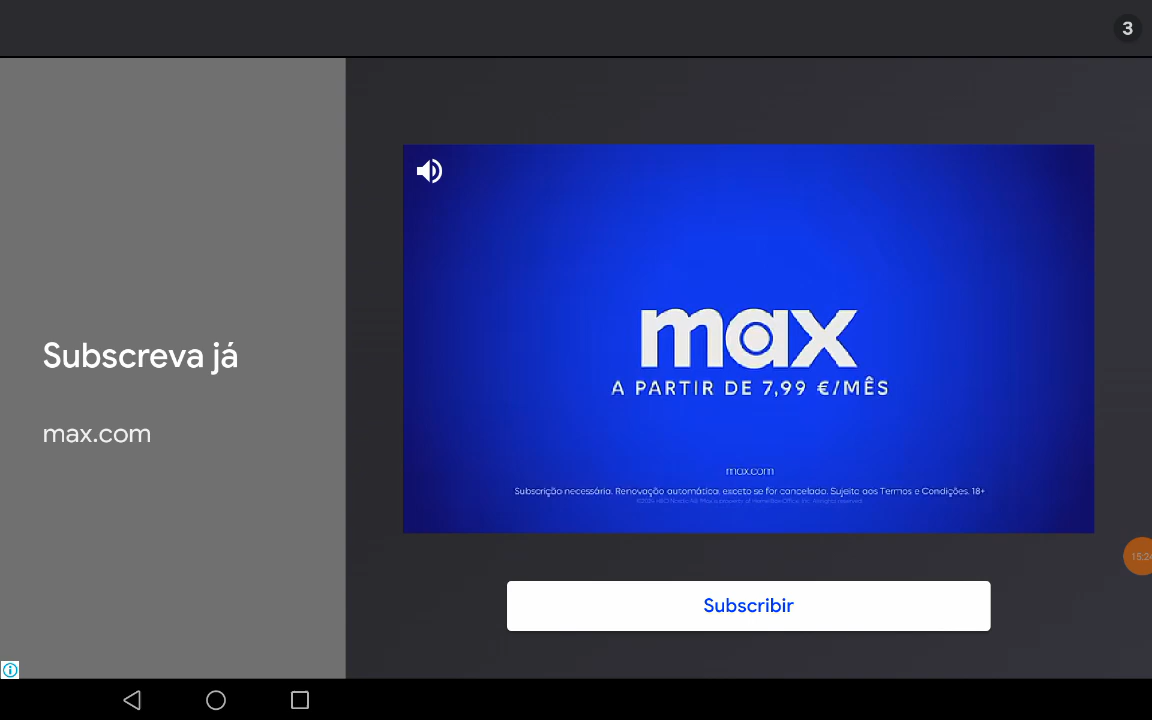 3
Subscreva já
max.com
max
A PARTIR DE 7,99 €/MÊS
max.com
Subscrição necessária. Renovação automática, exceto se for cancelado. Sujeito aos Termos e Condições. 18+
Subscribir